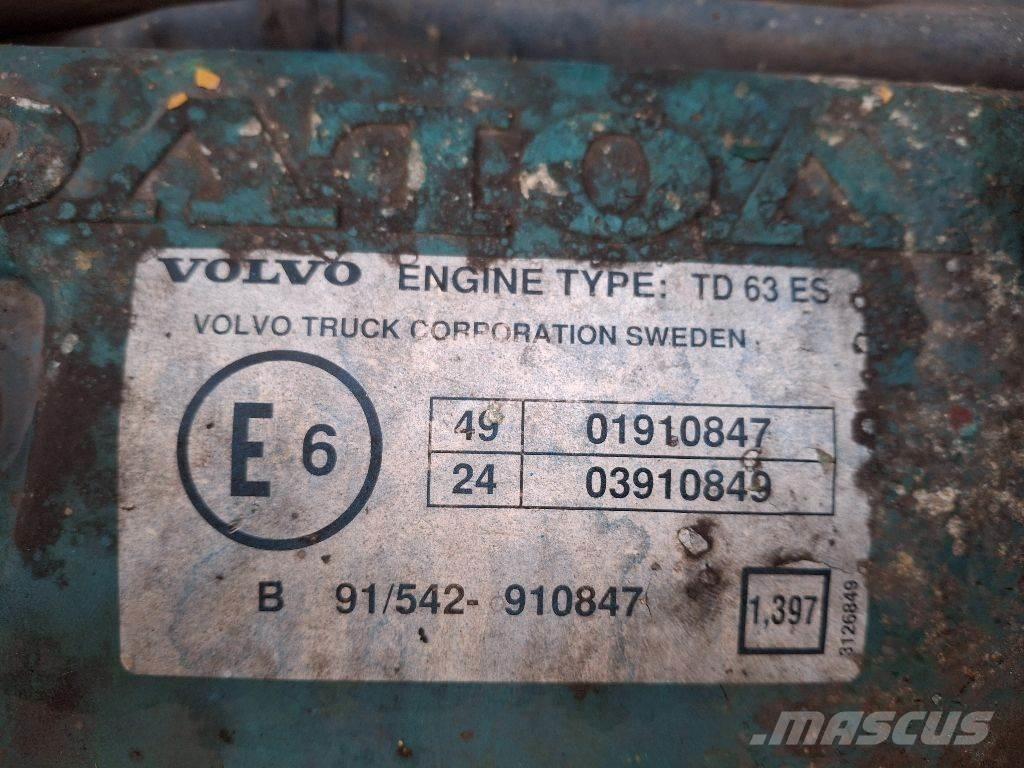 VOLVO
VOLVO ENGINE TYPE: TD 63 ES
VOLVO TRUCK CORPORATION SWEDEN
E 6
49 01910847
24 03910849
B 91/542- 910847
1,397
3126849
MASCUS